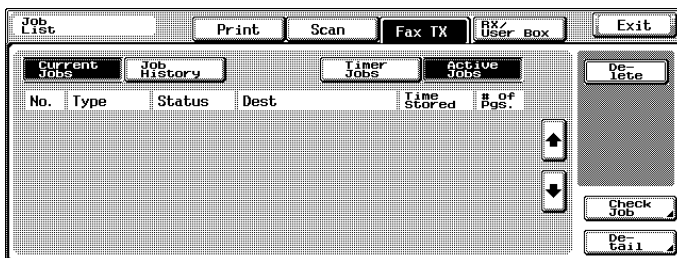 Job
List
Print
Scan
Fax TX
RX/
User Box
Exit
Current
Jobs
Job
History
Timer
Jobs
Active
Jobs
De-
lete
No. Type Status Dest Time
Stored # of
Pgs.
Check
Job
De-
tail